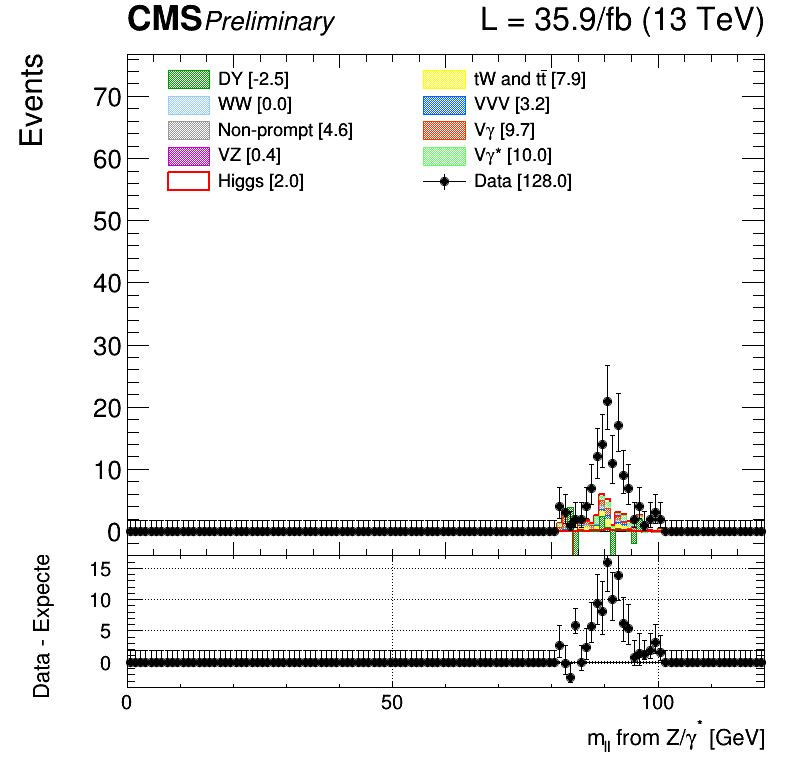 CMS Preliminary L = 35.9/fb (13 TeV)
Events
DY [-2.5]
WW [0.0]
Non-prompt [4.6]
VZ [0.4]
Higgs [2.0]
tW and tt̅ [7.9]
VVV [3.2]
Vγ [9.7]
Vγ* [10.0]
Data [128.0]
70
60
50
40
30
20
10
0
Data - Expecte
15
10
5
0
0 50 100
m_ll from Z/γ* [GeV]